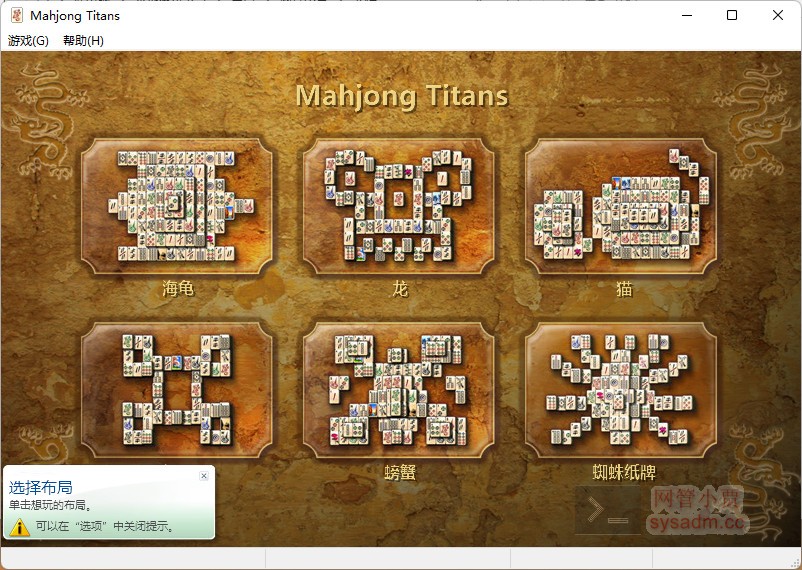 Mahjong Titans
游戏(G) 帮助(H)
Mahjong Titans
海龟 龙 猫
螃蟹 蜘蛛纸牌
选择布局
单击想玩的布局。
可以在“选项”中关闭提示。
网管小贾
sysadm.cc